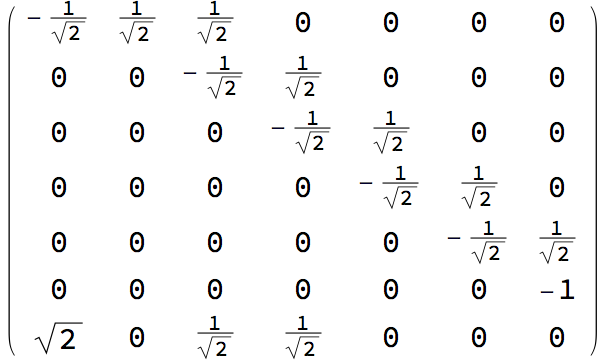 -1/√2 1/√2 1/√2 0 0 0 0
0 0 -1/√2 1/√2 0 0 0
0 0 0 -1/√2 1/√2 0 0
0 0 0 0 -1/√2 1/√2 0
0 0 0 0 0 -1/√2 1/√2
0 0 0 0 0 0 -1
√2 0 1/√2 1/√2 0 0 0